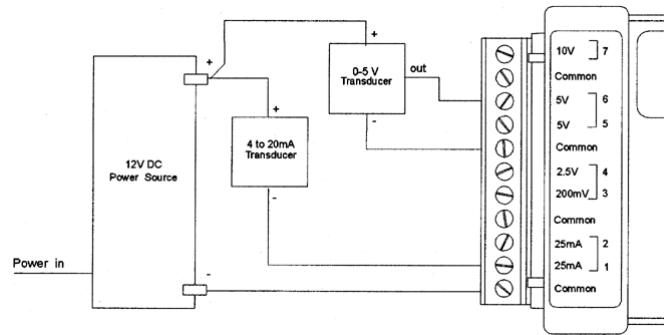 +
0-5 V
Transducer
out
-
+
+
4 to 20mA
Transducer
-
12V DC
Power Source
Power in
-
10V 7
Common
5V 6
5V 5
Common
2.5V 4
200mV 3
Common
25mA 2
25mA 1
Common